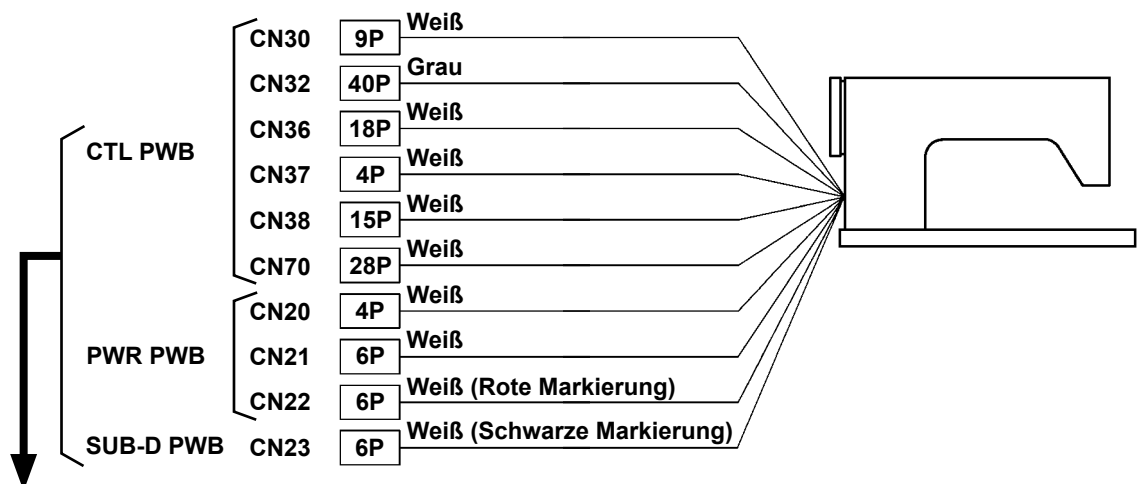 CN30 9P Weiß
CN32 40P Grau
CN36 18P Weiß
CTL PWB
CN37 4P Weiß
CN38 15P Weiß
CN70 28P Weiß
CN20 4P Weiß
PWR PWB CN21 6P Weiß
CN22 6P Weiß (Rote Markierung)
SUB-D PWB CN23 6P Weiß (Schwarze Markierung)